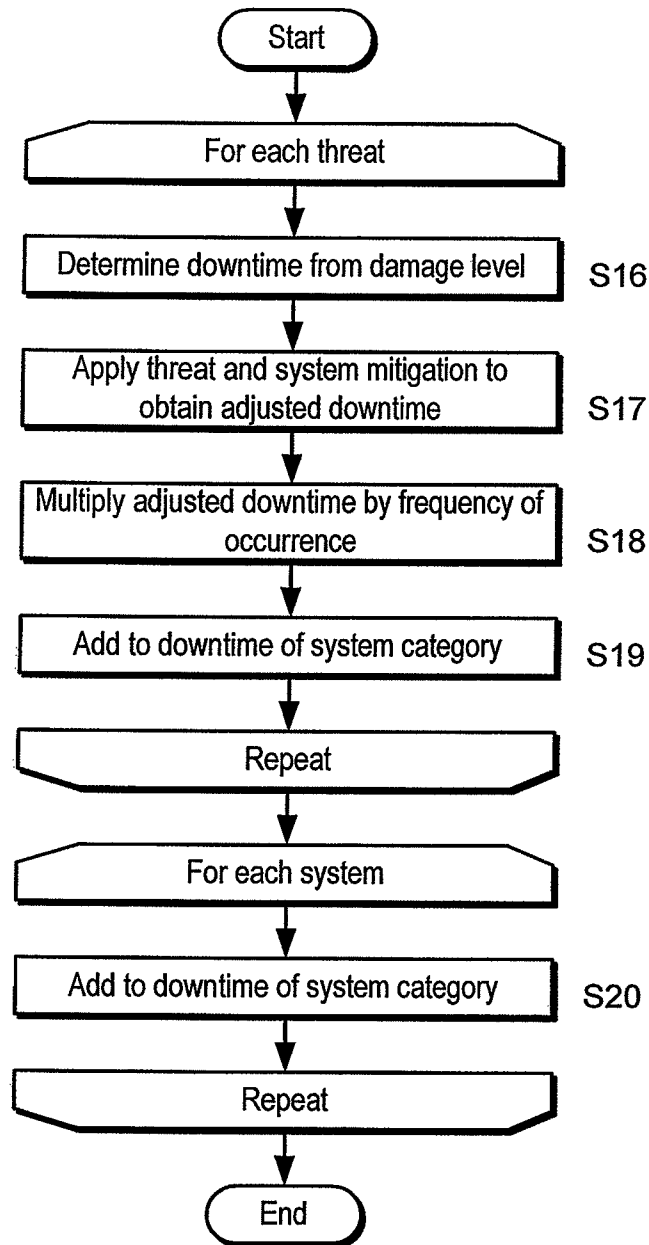 Start
For each threat
Determine downtime from damage level
S16
Apply threat and system mitigation to
obtain adjusted downtime
S17
Multiply adjusted downtime by frequency of
occurrence
S18
Add to downtime of system category
S19
Repeat
For each system
Add to downtime of system category
S20
Repeat
End